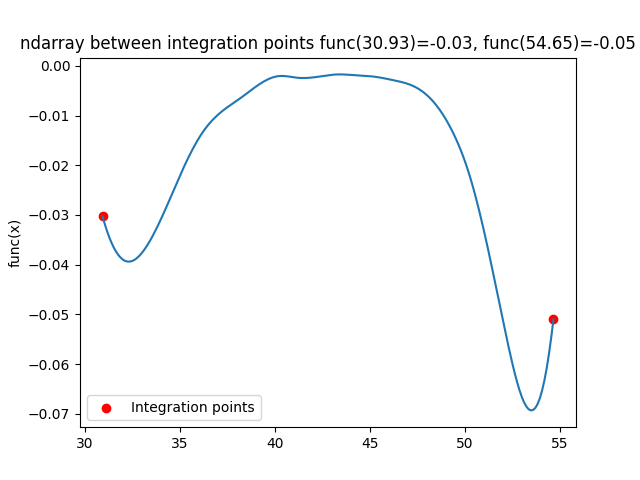 ndarray between integration points func(30.93)=-0.03, func(54.65)=-0.05
0.00
−0.01
−0.02
−0.03
−0.04
−0.05
−0.06
−0.07
func(x)
Integration points
30 35 40 45 50 55